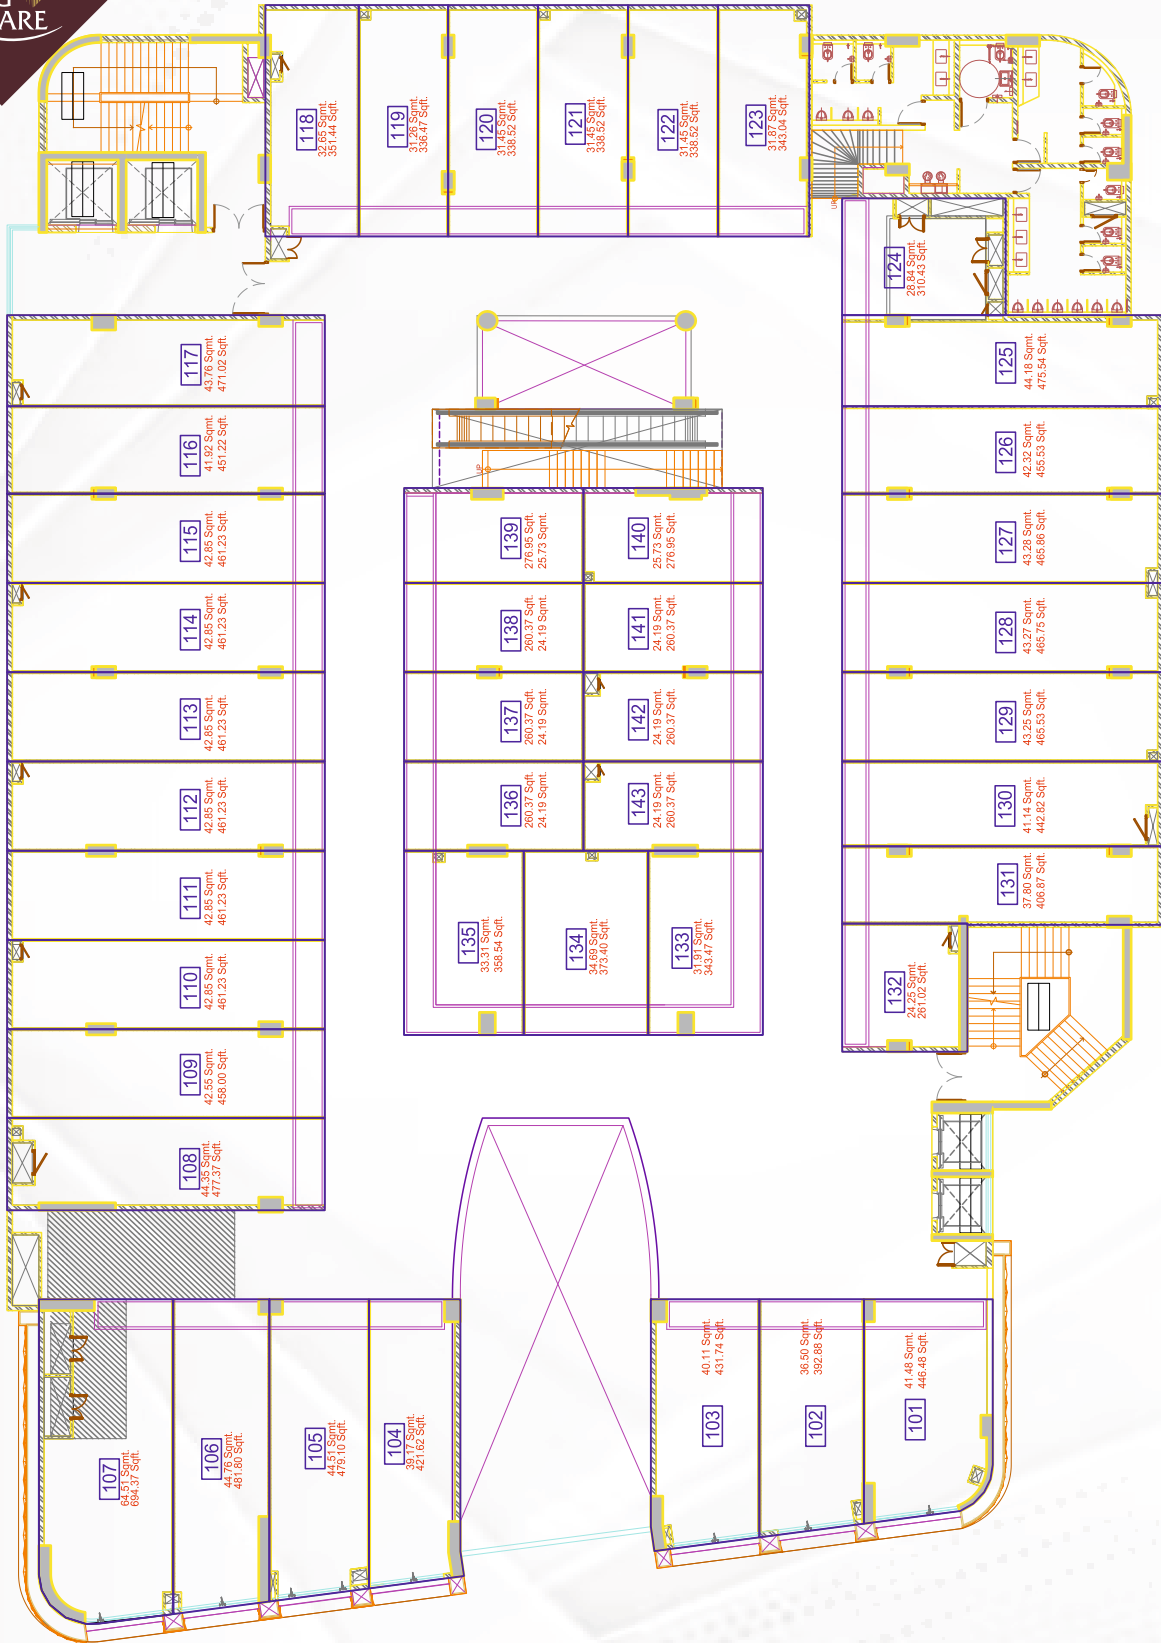 ARE
118
32.65 Sqmt.
351.44 Sqft.
119
31.26 Sqmt.
336.47 Sqft.
120
31.45 Sqmt.
338.52 Sqft.
121
31.45 Sqmt.
338.52 Sqft.
122
31.45 Sqmt.
338.52 Sqft.
123
31.87 Sqmt.
343.04 Sqft.
UP
124
28.84 Sqmt.
310.43 Sqft.
117
43.76 Sqmt.
471.02 Sqft.
116
41.92 Sqmt.
451.22 Sqft.
115
42.85 Sqmt.
461.23 Sqft.
114
42.85 Sqmt.
461.23 Sqft.
113
42.85 Sqmt.
461.23 Sqft.
112
42.85 Sqmt.
461.23 Sqft.
111
42.85 Sqmt.
461.23 Sqft.
110
42.85 Sqmt.
461.23 Sqft.
109
42.55 Sqmt.
458.00 Sqft.
108
44.35 Sqmt.
477.37 Sqft.
UP
139
276.95 Sqft.
25.73 Sqmt.
140
25.73 Sqmt.
276.95 Sqft.
138
260.37 Sqft.
24.19 Sqmt.
141
24.19 Sqmt.
260.37 Sqft.
137
260.37 Sqft.
24.19 Sqmt.
142
24.19 Sqmt.
260.37 Sqft.
136
260.37 Sqft.
24.19 Sqmt.
143
24.19 Sqmt.
260.37 Sqft.
135
33.31 Sqmt.
358.54 Sqft.
134
34.69 Sqmt.
373.40 Sqft.
133
31.91 Sqmt.
343.47 Sqft.
125
44.18 Sqmt.
475.54 Sqft.
126
42.32 Sqmt.
455.53 Sqft.
127
43.28 Sqmt.
465.86 Sqft.
128
43.27 Sqmt.
465.75 Sqft.
129
43.25 Sqmt.
465.53 Sqft.
130
41.14 Sqmt.
442.82 Sqft.
131
37.80 Sqmt.
406.87 Sqft.
132
24.25 Sqmt.
261.02 Sqft.
107
64.51 Sqmt.
694.37 Sqft.
106
44.76 Sqmt.
481.80 Sqft.
105
44.51 Sqmt.
479.10 Sqft.
104
39.17 Sqmt.
421.62 Sqft.
103
40.11 Sqmt.
431.74 Sqft.
102
36.50 Sqmt.
392.88 Sqft.
101
41.48 Sqmt.
446.48 Sqft.